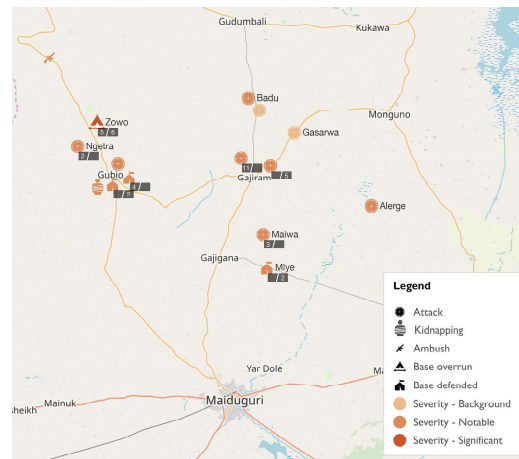 Gudumbali
Kukawa
Badu
Monguno
Zowo
5/6
Gasarwa
Ngetra
2/
11/
Gubio
/5
Gajiram
4/
Alerge
Maiwa
3/
Gajigana
Miye
/2
Legend
Attack
Kidnapping
Ambush
Base overrun
Base defended
Severity - Background
Severity - Notable
Severity - Significant
Yar Dole
Ma
Mainuk
sheikh
Maiduguri